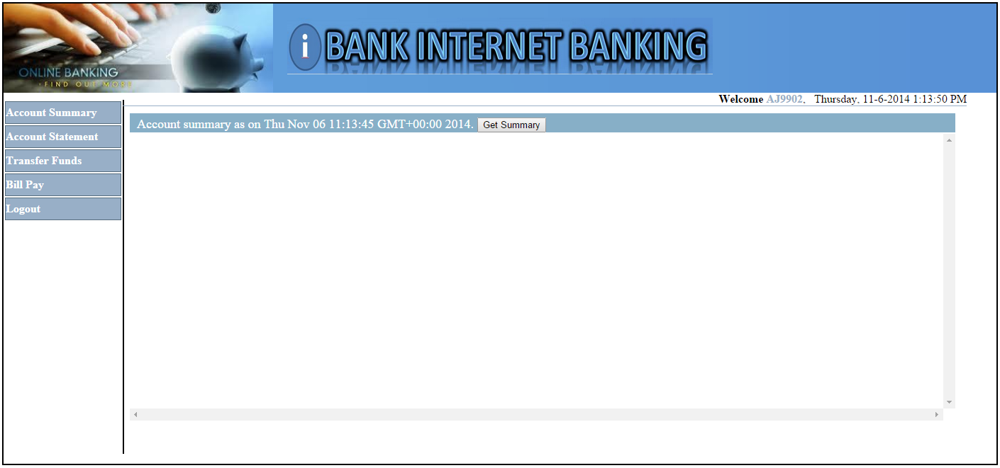 ONLINE BANKING
FIND OUT MORE
i BANK INTERNET BANKING
Welcome AJ9902, Thursday, 11-6-2014 1:13:50 PM
Account Summary
Account Statement
Transfer Funds
Bill Pay
Logout
Account summary as on Thu Nov 06 11:13:45 GMT+00:00 2014. Get Summary